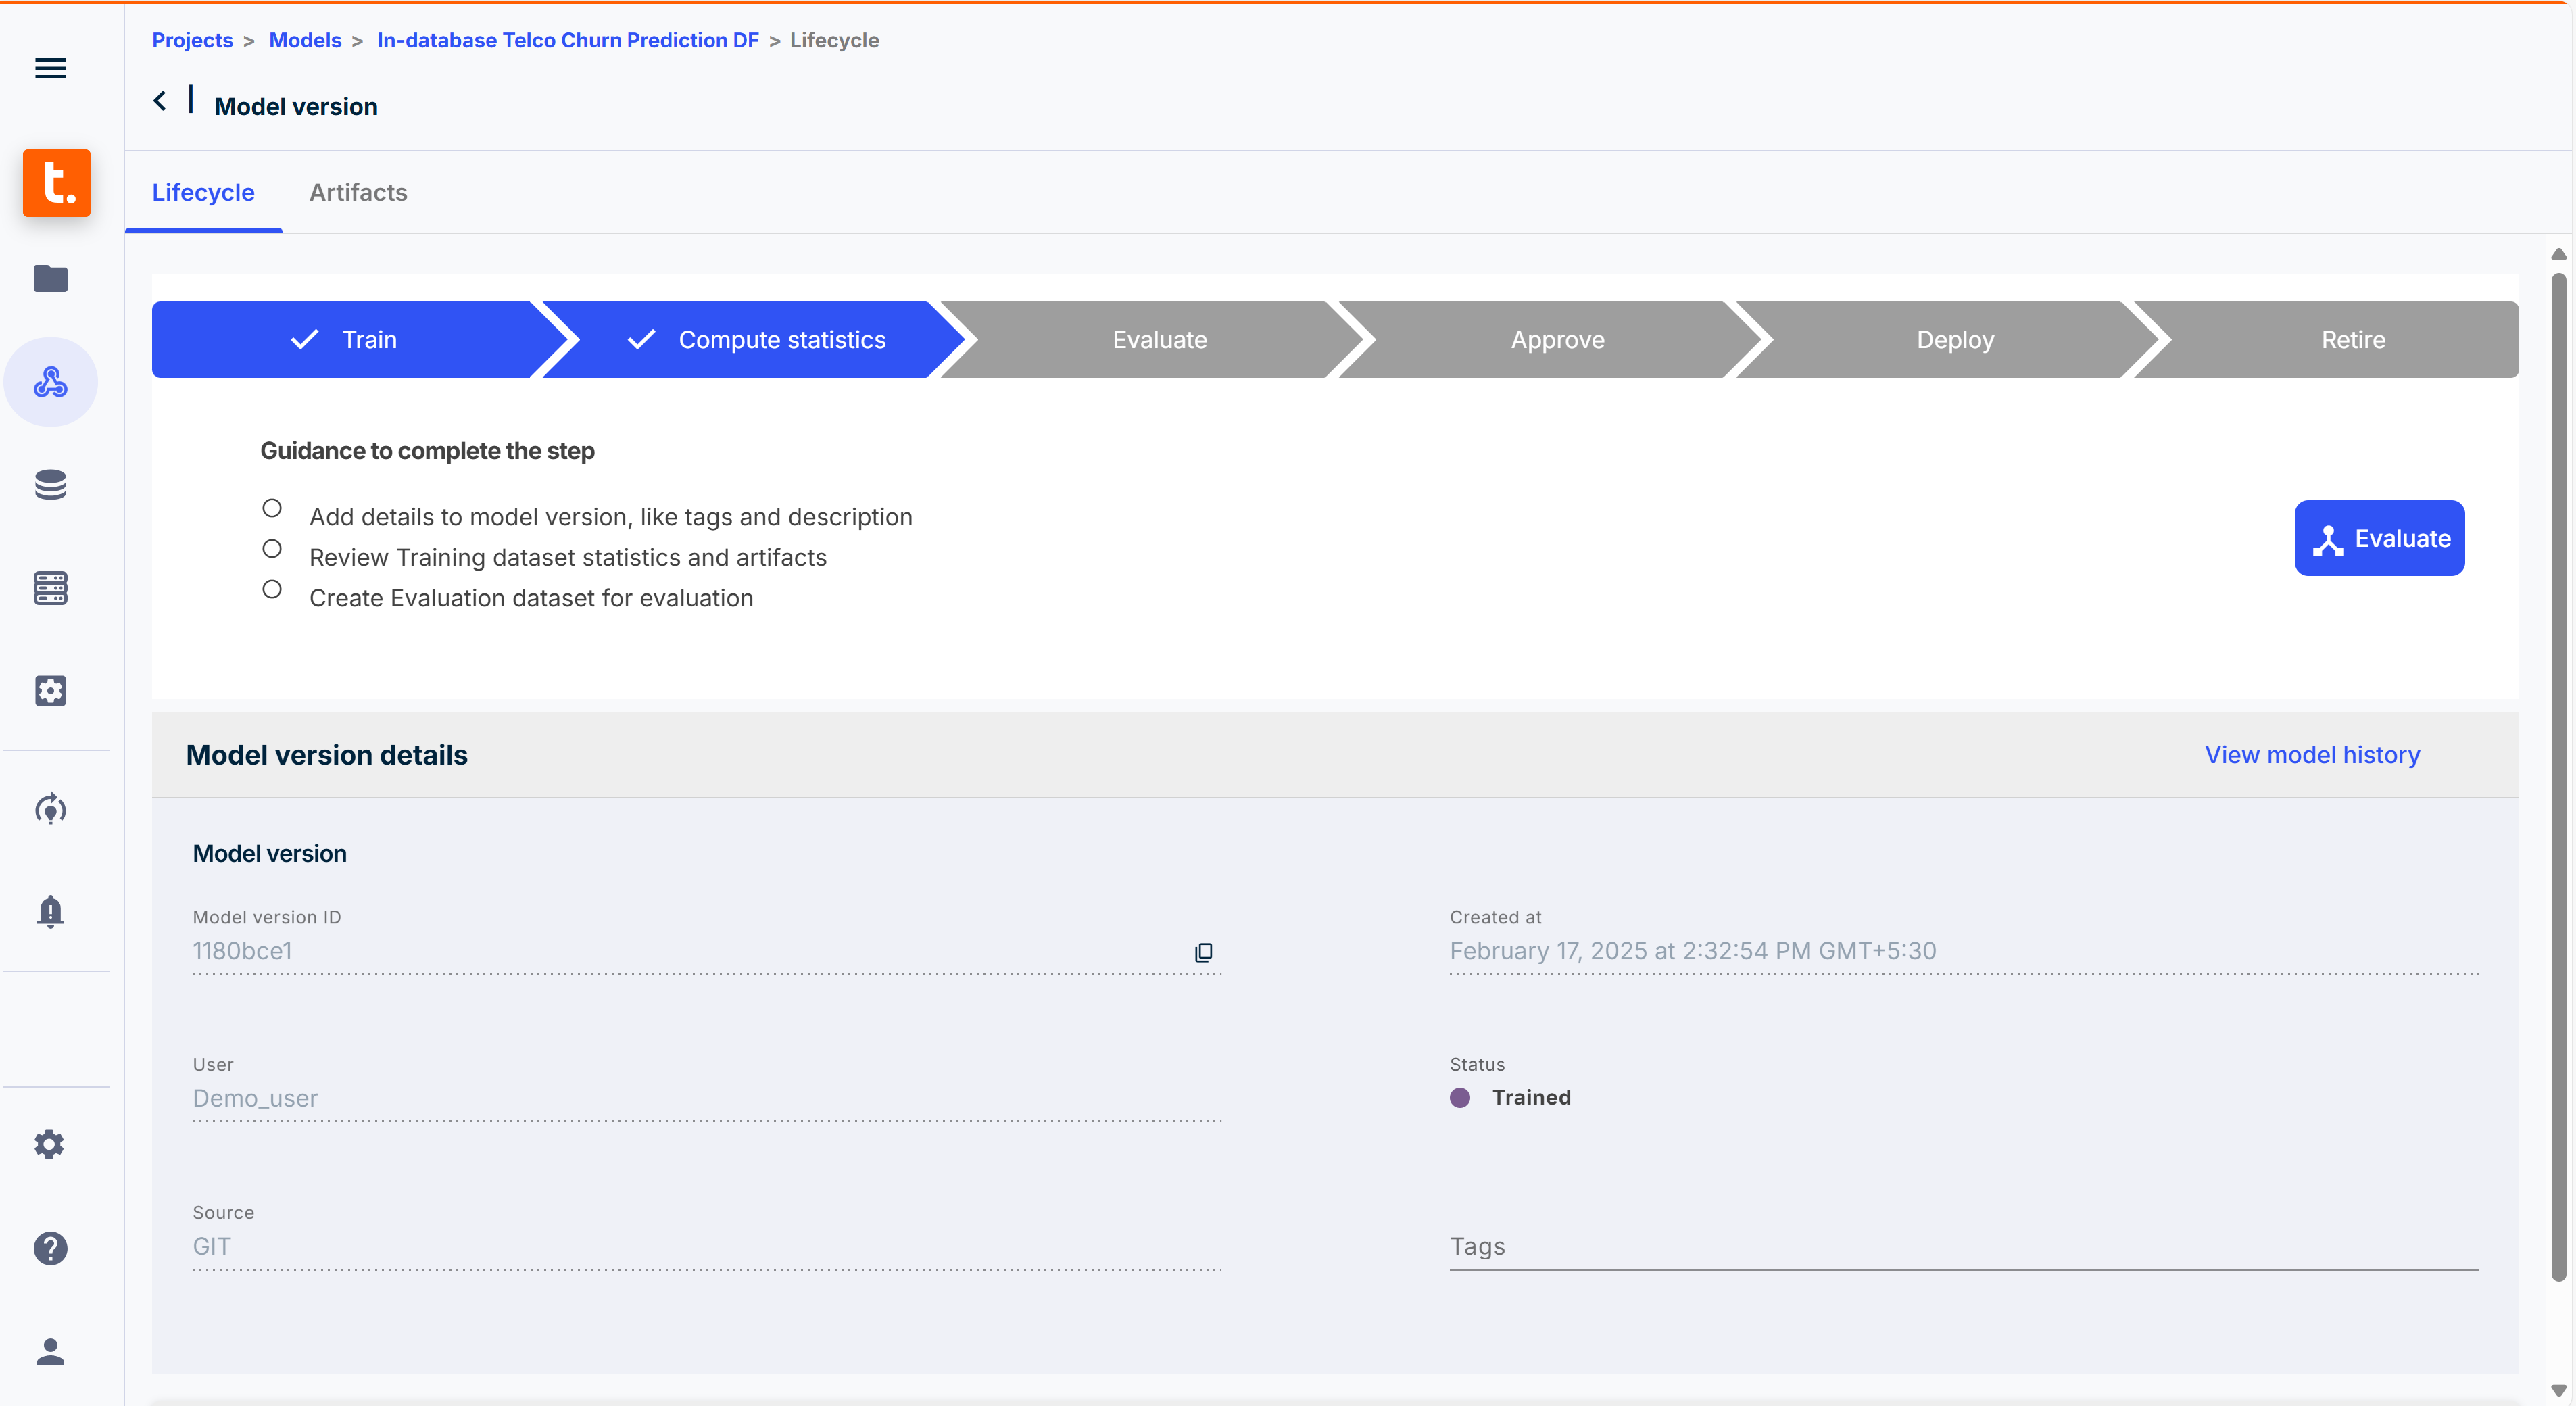 Projects > Models > In-database Telco Churn Prediction DF > Lifecycle
Model version
t.
Lifecycle Artifacts
Train Compute statistics Evaluate Approve Deploy Retire
Guidance to complete the step
Add details to model version, like tags and description
Review Training dataset statistics and artifacts
Create Evaluation dataset for evaluation
Evaluate
Model version details View model history
Model version
Model version ID Created at
1180bce1 February 17, 2025 at 2:32:54 PM GMT+5:30
User Status
Demo_user Trained
Source
GIT Tags